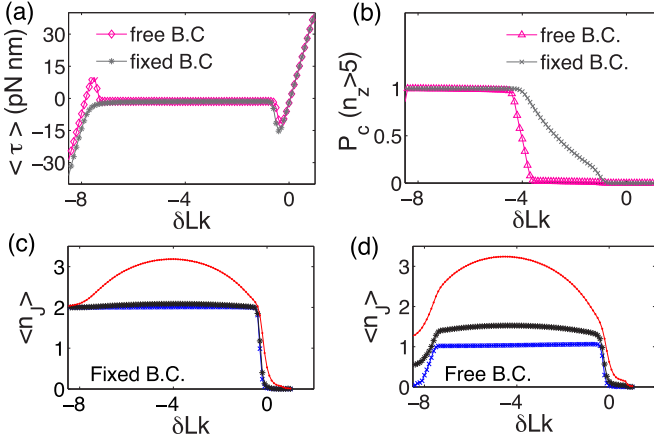 (a)
free B.C
fixed B.C
< τ > (pN nm)
30
15
0
-15
-30
-8
-4
0
δLk
(b)
free B.C.
fixed B.C.
P_c (n_z>5)
1
0.5
0
-8
-4
0
δLk
(c)
<n_J>
3
2
1
0
Fixed B.C.
-8
-4
0
δLk
(d)
<n_J>
3
2
1
0
Free B.C.
-8
-4
0
δLk